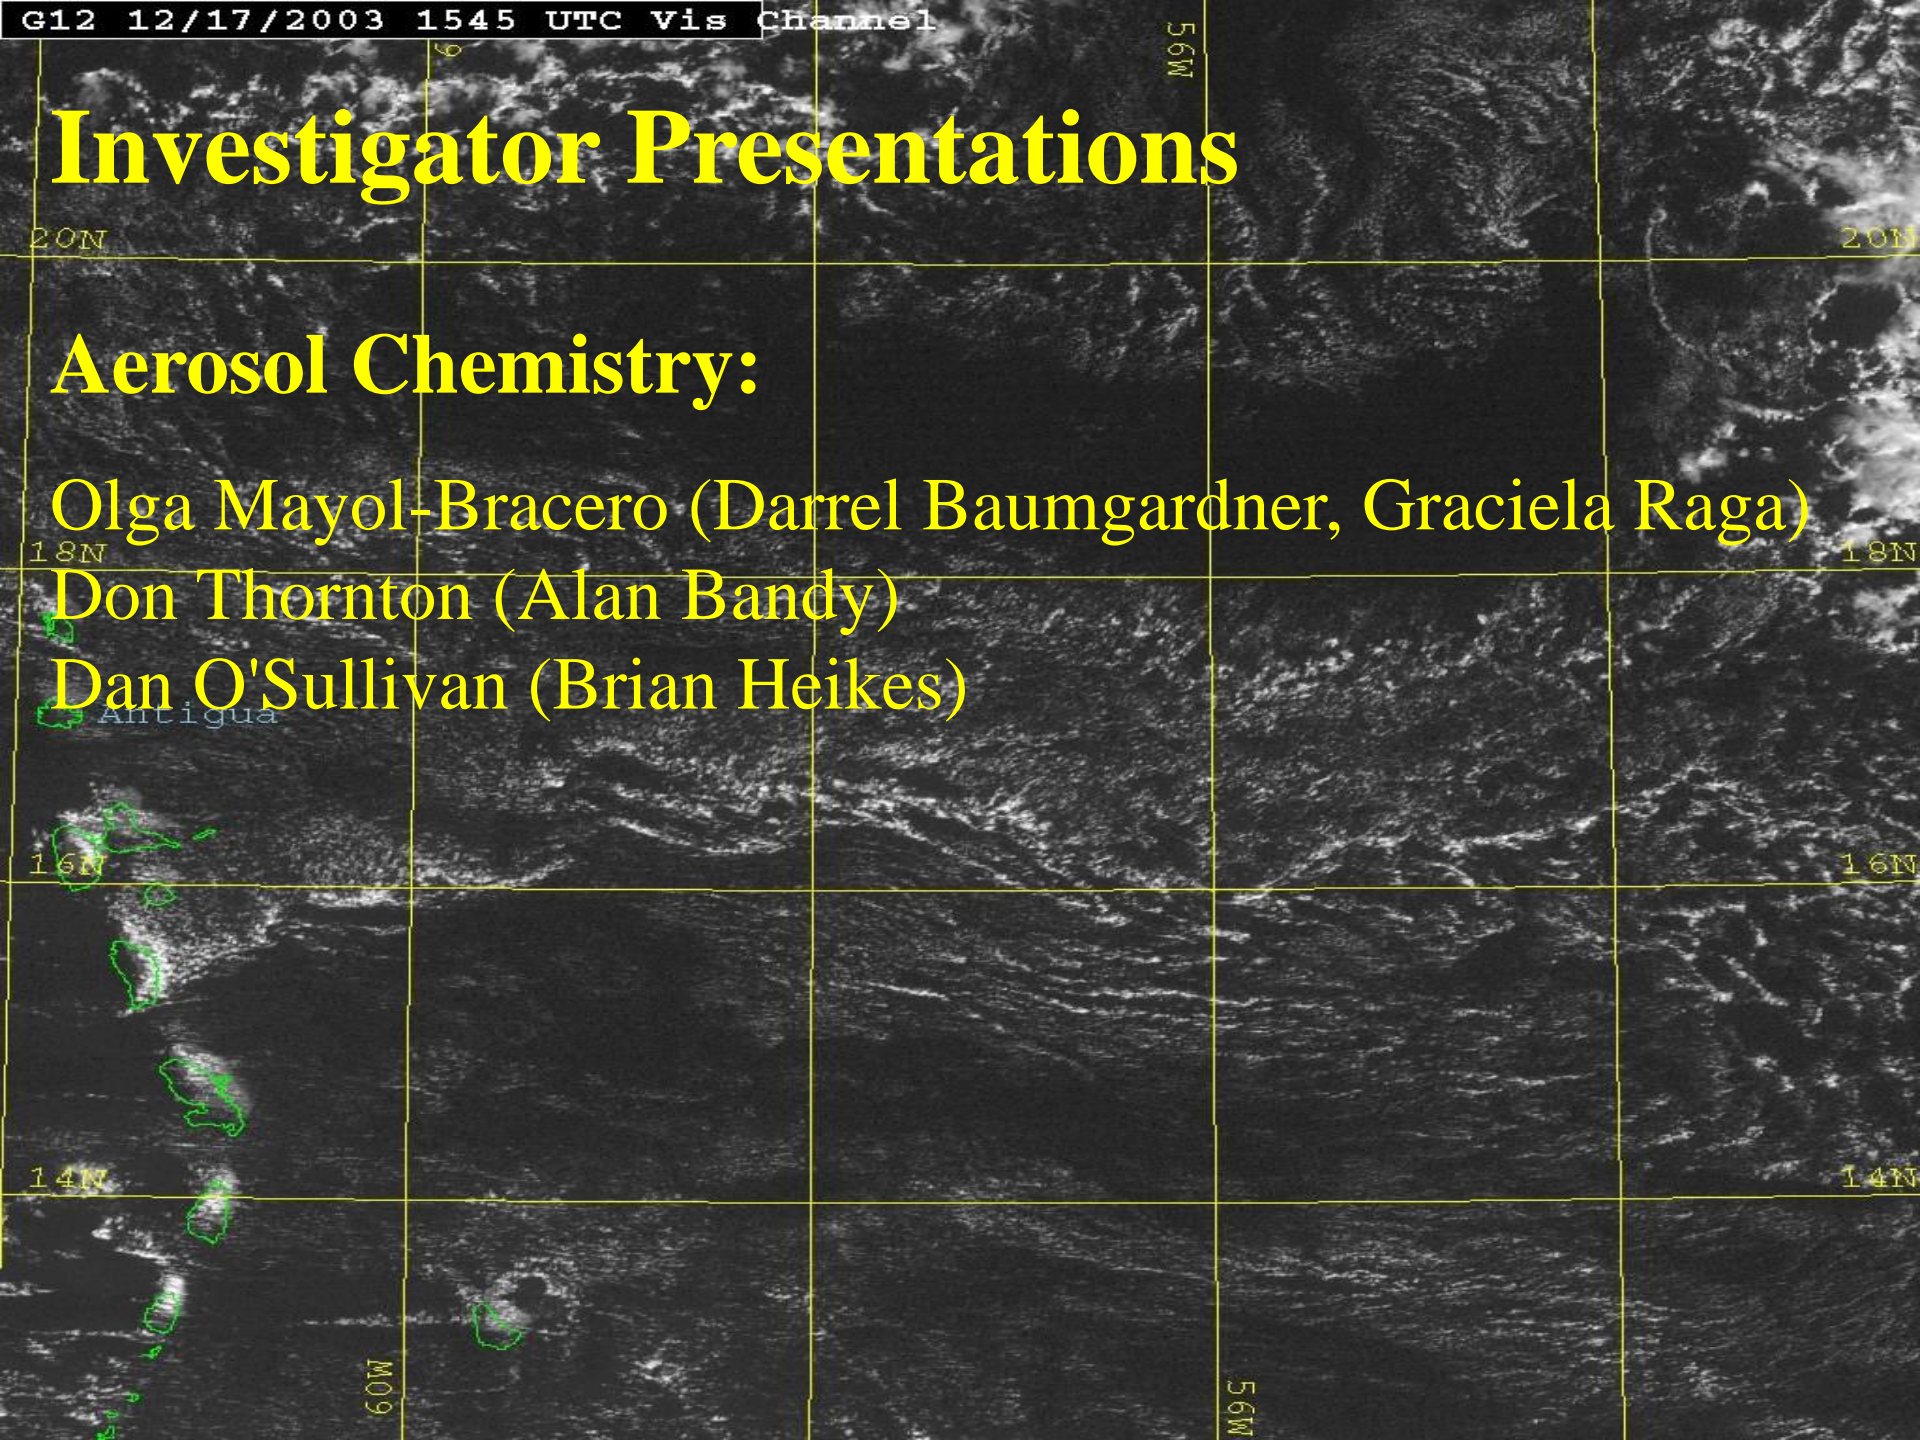 G12 12/17/2003 1545 UTC Vis Channel
56W
Investigator Presentations
20N 20N
Aerosol Chemistry:
Olga Mayol-Bracero (Darrel Baumgardner, Graciela Raga)
18N 18N
Don Thornton (Alan Bandy)
Dan O'Sullivan (Brian Heikes)
Antigua
16N 16N
14N 14N
60W 56W